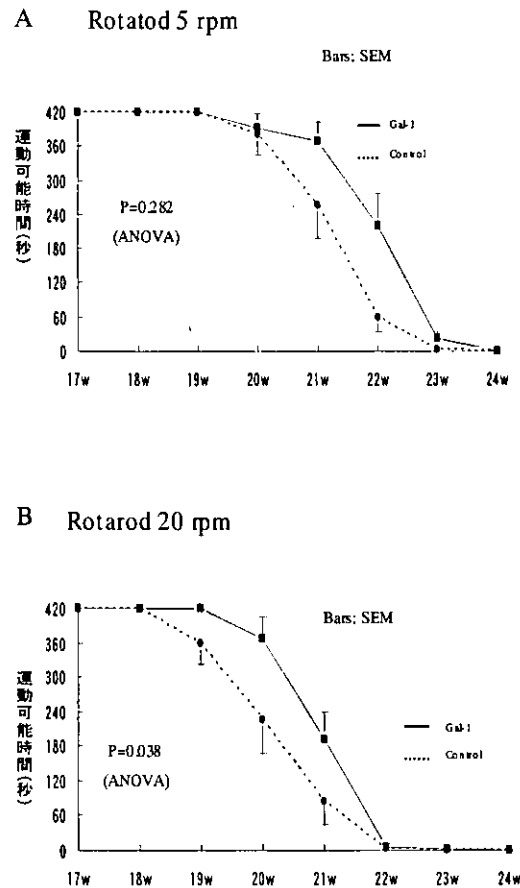 A Rotatod 5 rpm
Bars: SEM
運動可能時間(秒)
420
360
300
240
180
120
60
0
Gal-1
Control
P=0.282
(ANOVA)
17w 18w 19w 20w 21w 22w 23w 24w
B Rotarod 20 rpm
Bars: SEM
運動可能時間(秒)
420
360
300
240
180
120
60
0
Gal-1
Control
P=0.038
(ANOVA)
17w 18w 19w 20w 21w 22w 23w 24w